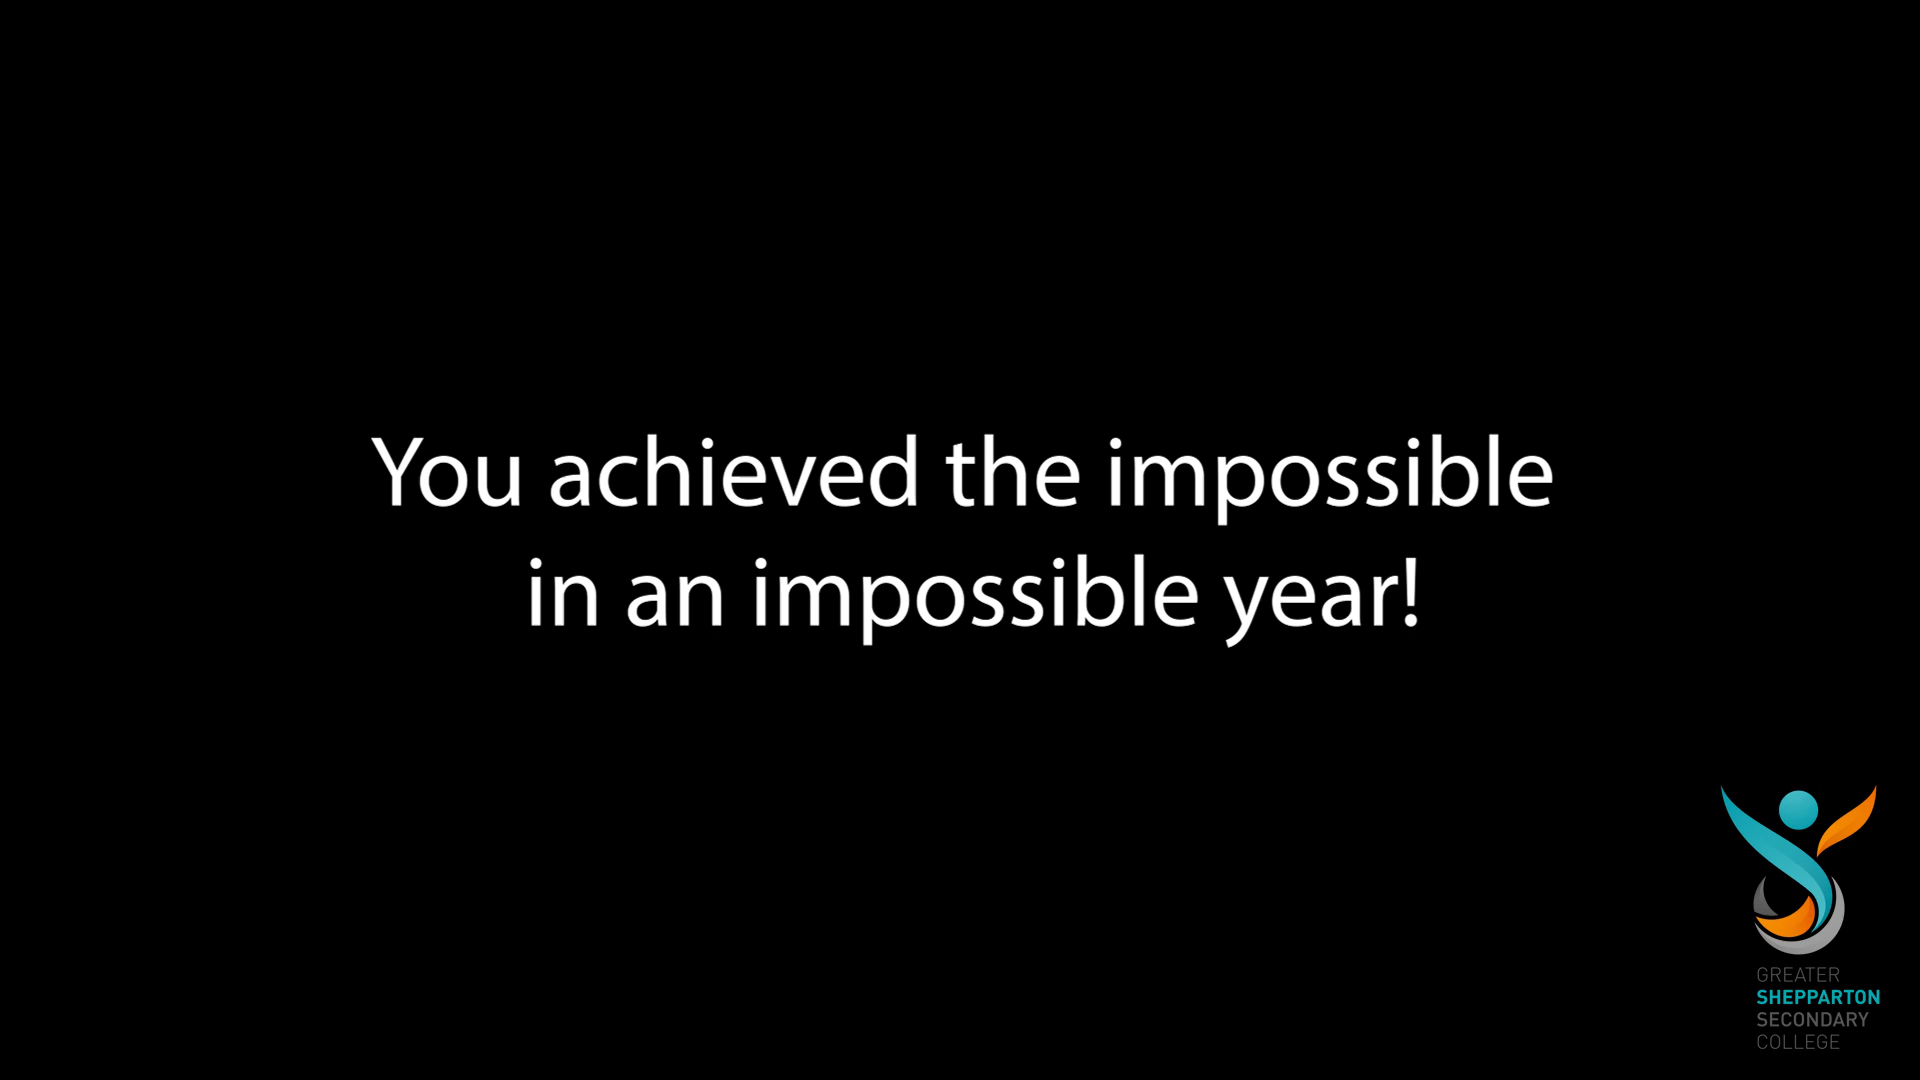 You achieved the impossible
in an impossible year!
GREATER
SHEPPARTON
SECONDARY
COLLEGE